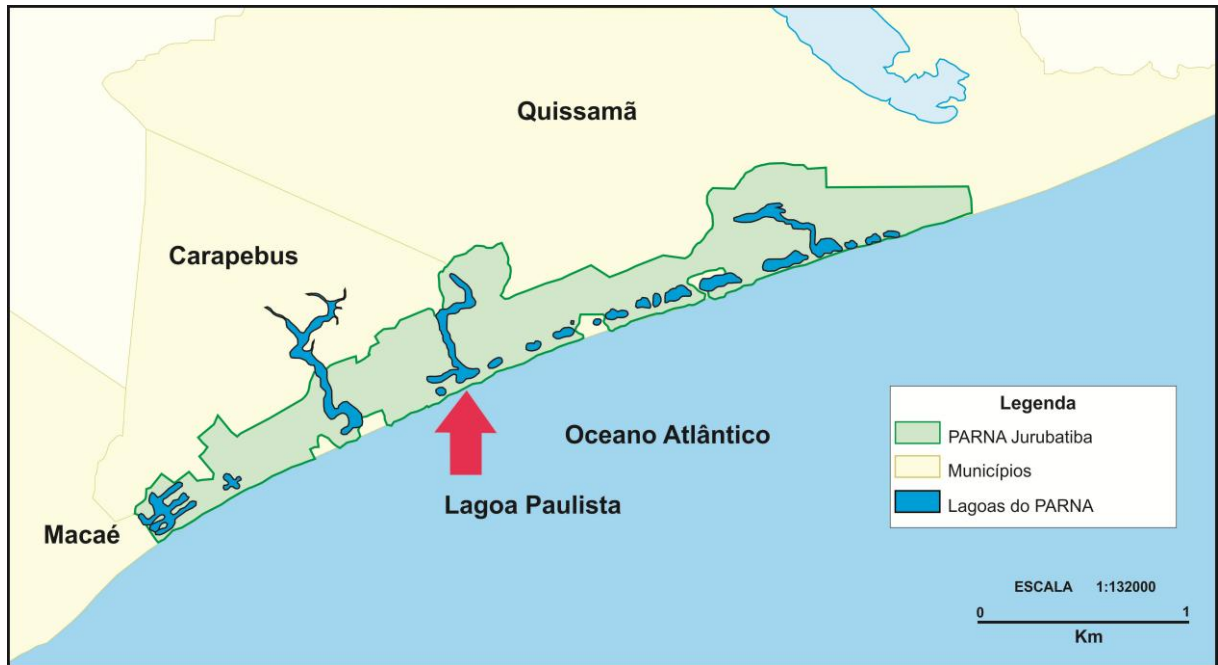 Quissamã
Carapebus
Oceano Atlântico
Lagoa Paulista
Macaé
Legenda
PARNA Jurubatiba
Municípios
Lagoas do PARNA
ESCALA 1:132000
0 1
Km